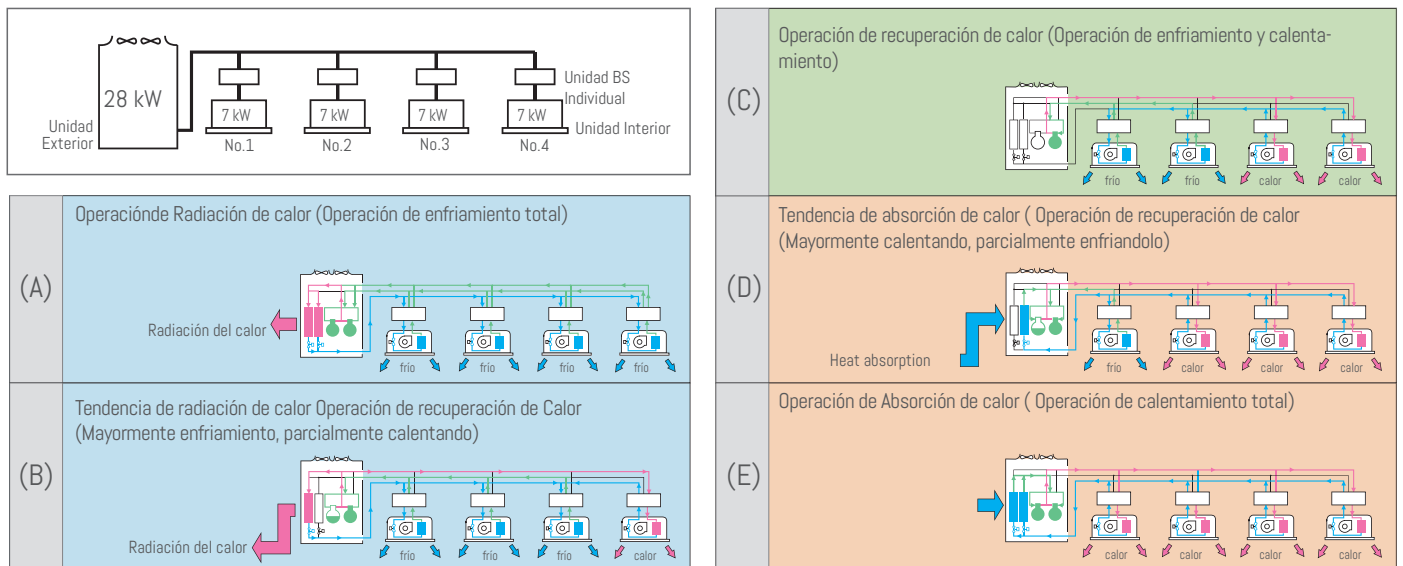 28 kW
Unidad
Exterior
7 kW
7 kW
7 kW
7 kW
No.1
No.2
No.3
No.4
Unidad BS
Individual
Unidad Interior
(A)
Operaciónde Radiación de calor (Operación de enfriamiento total)
Radiación del calor
frío
frío
frío
frío
(B)
Tendencia de radiación de calor Operación de recuperación de Calor
(Mayormente enfriamiento, parcialmente calentando)
Radiación del calor
frío
frío
frío
calor
(C)
Operación de recuperación de calor (Operación de enfriamiento y calenta-
miento)
frío
frío
calor
calor
(D)
Tendencia de absorción de calor ( Operación de recuperación de calor
(Mayormente calentando, parcialmente enfriandolo)
Heat absorption
frío
calor
calor
calor
(E)
Operación de Absorción de calor ( Operación de calentamiento total)
calor
calor
calor
calor